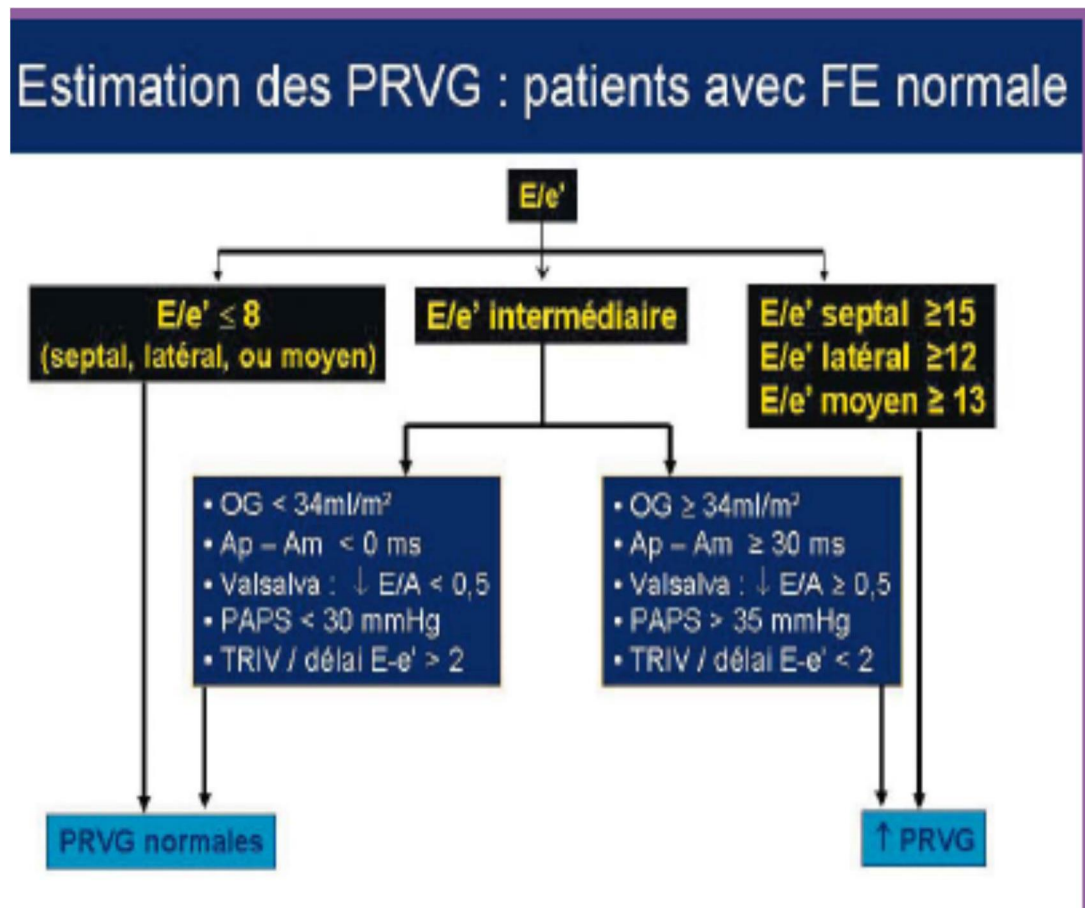 Estimation des PRVG : patients avec FE normale
E/e'
E/e' ≤ 8
(septal, latéral, ou moyen)
E/e' intermédiaire
E/e' septal ≥15
E/e' latéral ≥12
E/e' moyen ≥ 13
• OG < 34ml/m²
• Ap – Am < 0 ms
• Valsalva : ↓ E/A < 0,5
• PAPS < 30 mmHg
• TRIV / délai E-e' > 2
• OG ≥ 34ml/m²
• Ap – Am ≥ 30 ms
• Valsalva : ↓ E/A ≥ 0,5
• PAPS > 35 mmHg
• TRIV / délai E-e' < 2
PRVG normales
↑ PRVG